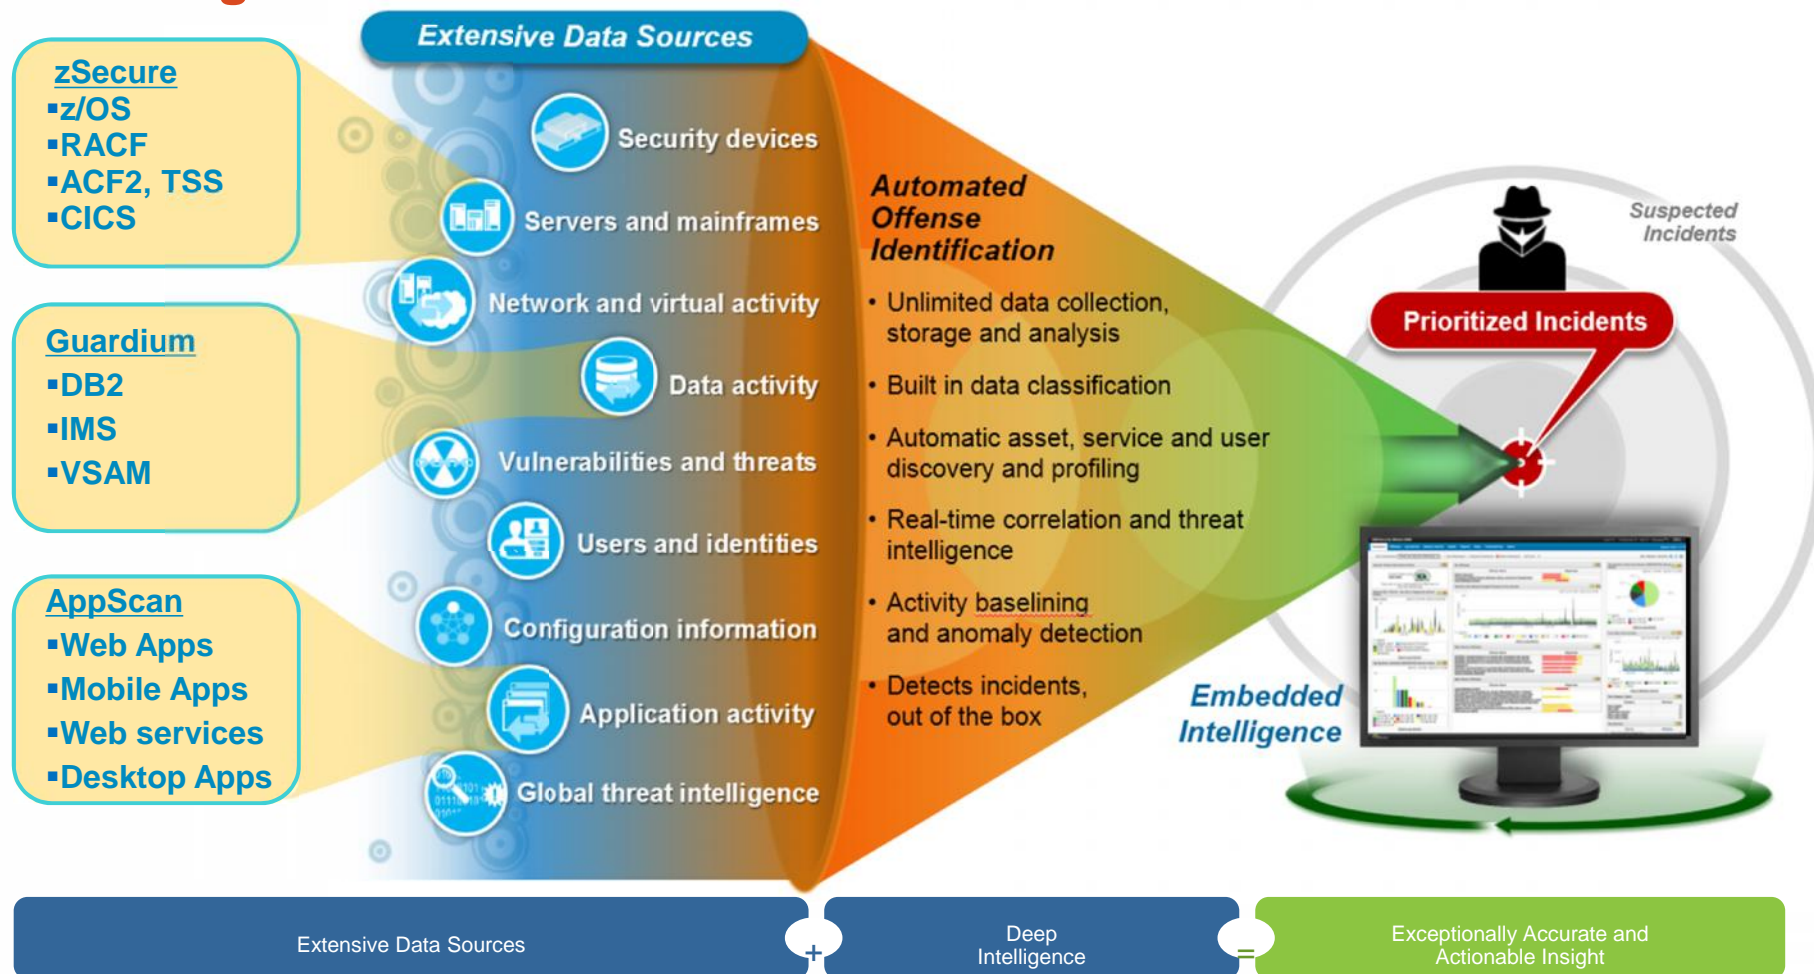 Extensive Data Sources
zSecure
▪z/OS
▪RACF
▪ACF2, TSS
▪CICS
Guardium
▪DB2
▪IMS
▪VSAM
AppScan
▪Web Apps
▪Mobile Apps
▪Web services
▪Desktop Apps
Security devices
Servers and mainframes
Network and virtual activity
Data activity
Vulnerabilities and threats
Users and identities
Configuration information
Application activity
Global threat intelligence
Automated
Offense
Identification
• Unlimited data collection,
storage and analysis
• Built in data classification
• Automatic asset, service and user
discovery and profiling
• Real-time correlation and threat
intelligence
• Activity baselining
and anomaly detection
• Detects incidents,
out of the box
Suspected
Incidents
Prioritized Incidents
Embedded
Intelligence
Extensive Data Sources
+
Deep
Intelligence
=
Exceptionally Accurate and
Actionable Insight